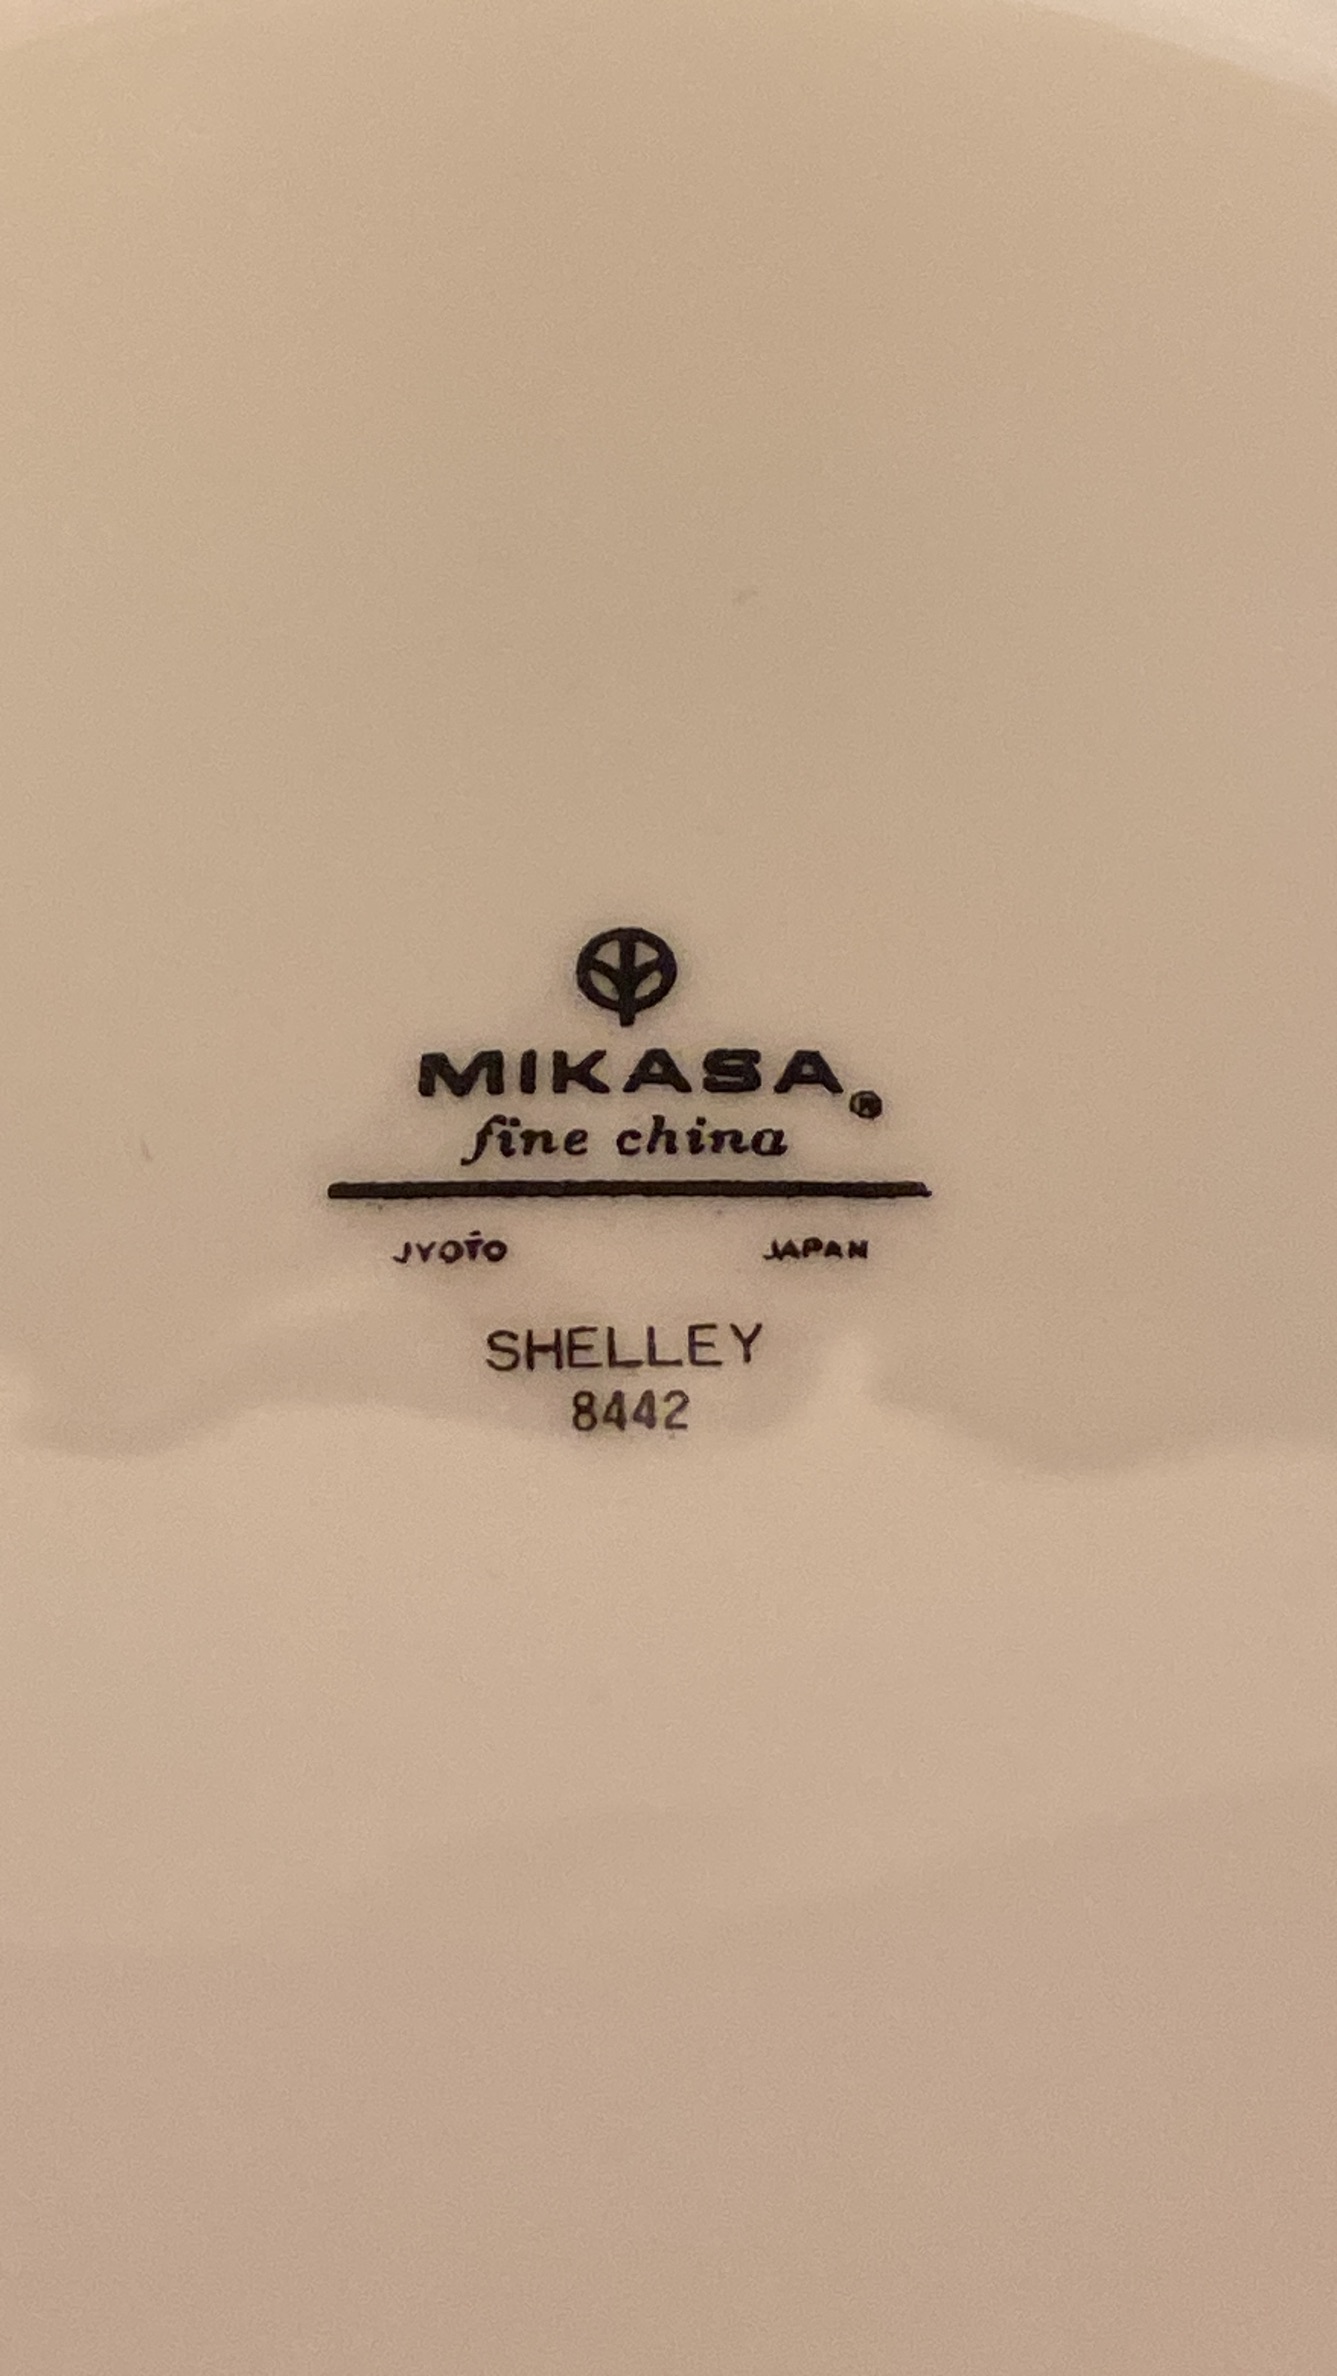 MIKASA®
fine china
JYOTO JAPAN
SHELLEY
8442